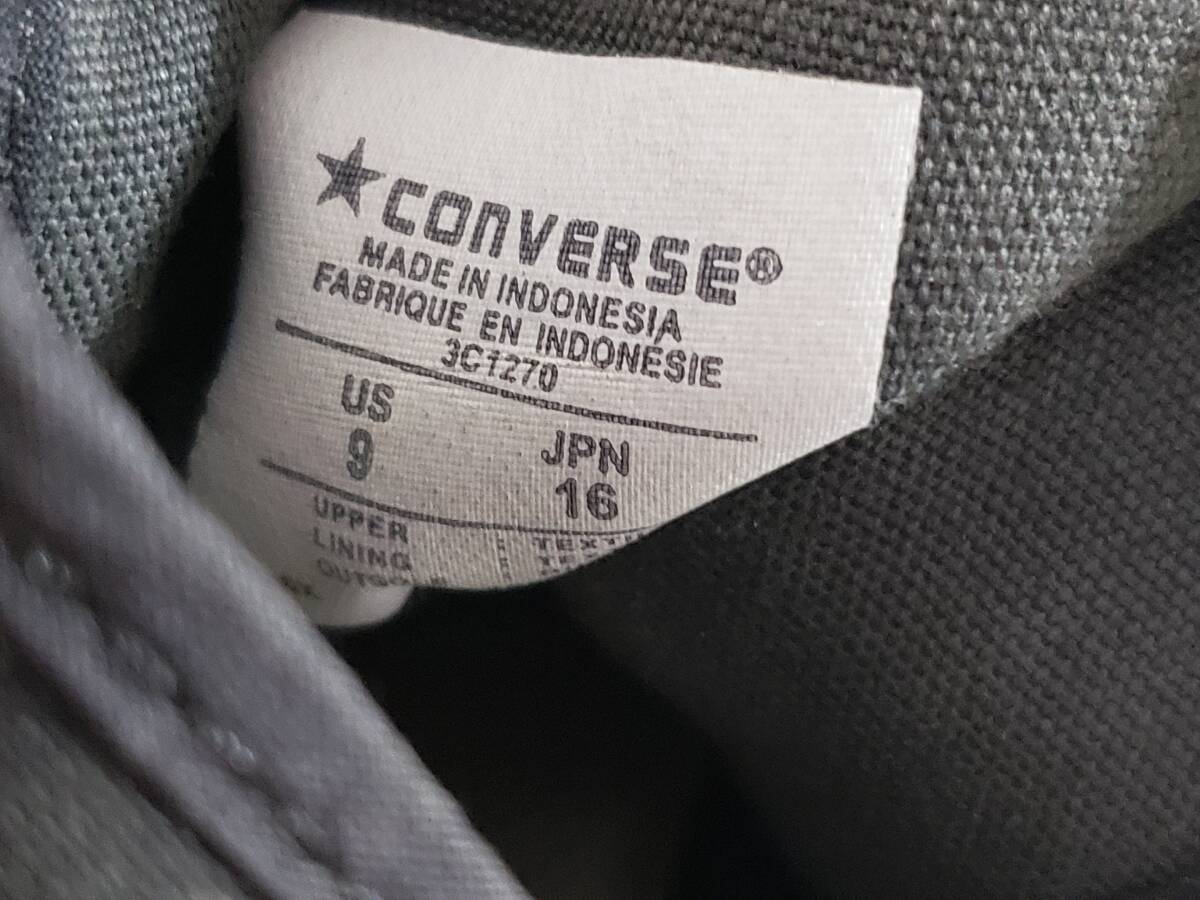 ★CONVERSE®
MADE IN INDONESIA
FABRIQUE EN INDONESIE
3C1270
US JPN
9 16
UPPER :
LINING :